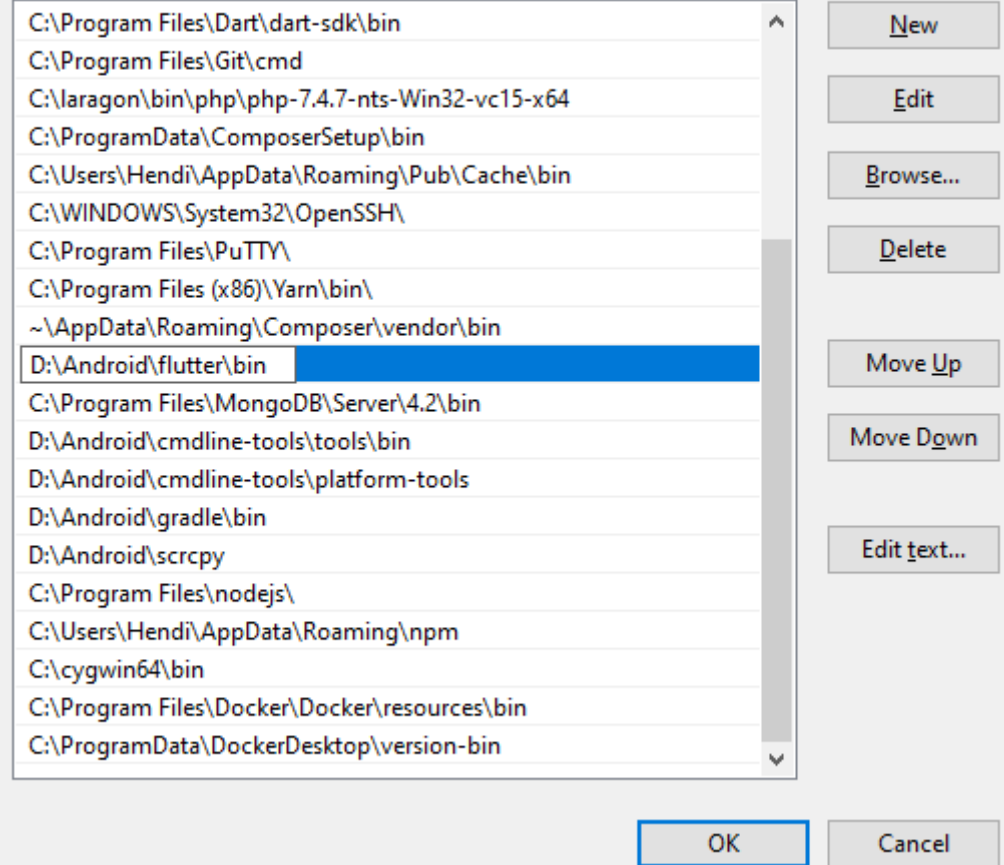 C:\Program Files\Dart\dart-sdk\bin
C:\Program Files\Git\cmd
C:\laragon\bin\php\php-7.4.7-nts-Win32-vc15-x64
C:\ProgramData\ComposerSetup\bin
C:\Users\Hendi\AppData\Roaming\Pub\Cache\bin
C:\WINDOWS\System32\OpenSSH\
C:\Program Files\PuTTY\
C:\Program Files (x86)\Yarn\bin\
~\AppData\Roaming\Composer\vendor\bin
D:\Android\flutter\bin
C:\Program Files\MongoDB\Server\4.2\bin
D:\Android\cmdline-tools\tools\bin
D:\Android\cmdline-tools\platform-tools
D:\Android\gradle\bin
D:\Android\scrcpy
C:\Program Files\nodejs\
C:\Users\Hendi\AppData\Roaming\npm
C:\cygwin64\bin
C:\Program Files\Docker\Docker\resources\bin
C:\ProgramData\DockerDesktop\version-bin
New
Edit
Browse...
Delete
Move Up
Move Down
Edit text...
OK
Cancel